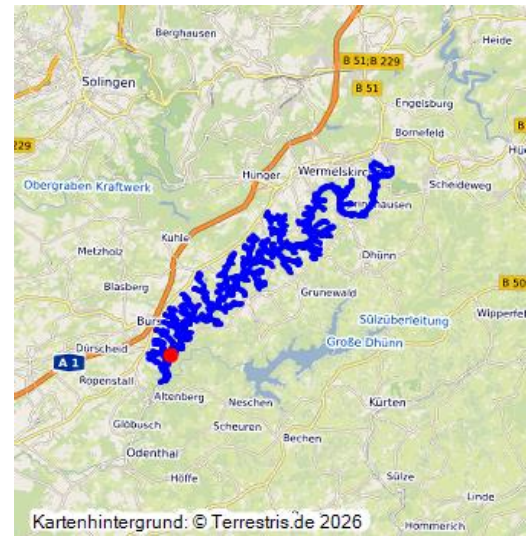 Berghausen
Heide
Solingen
B 51;B 229
B 51
Engelsburg
Bornefeld
229
Hunger
Wermelskirc
Obergraben Kraftwerk
Scheideweg
hausen
Metzholz
Kuhle
Dhünn
Blasberg
Grunewald
B 50
Burs
Sülzüberleitung
Wipperfe
Große Dhünn
Dürscheid
A 1
Ropenstall
Altenberg
Neschen
Kürten
Glöbusch
Scheuren
Bechen
Odenthal
Höffe
Sülze
Linde
Kartenhintergrund: © Terrestris.de 2026
Hommerich